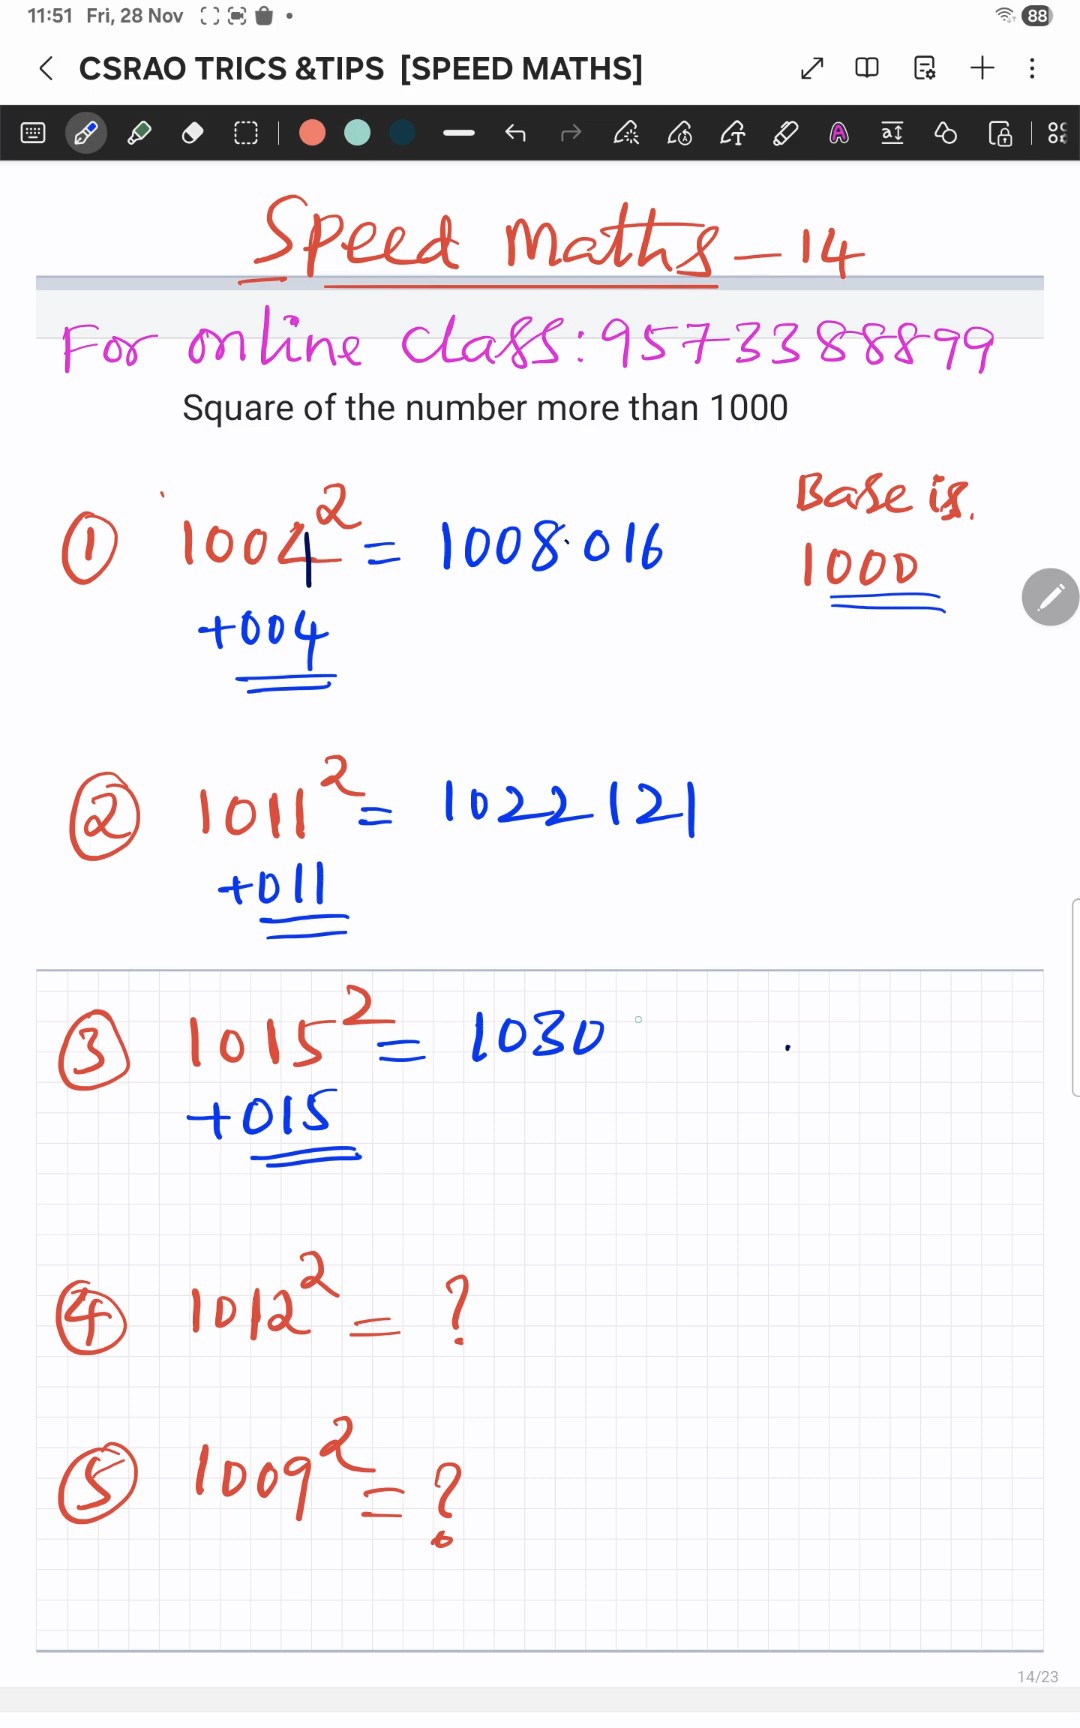 11:51 Fri, 28 Nov
88
CSRAO TRICS &TIPS [SPEED MATHS]
Speed Maths - 14
For online class: 9573388899
Square of the number more than 1000
① 1004² = 1008016
+004
Base is.
1000
② 1011² = 1022121
+011
③ 1015² = 1030
+015
④ 1012² = ?
⑤ 1009² = ?
14/23